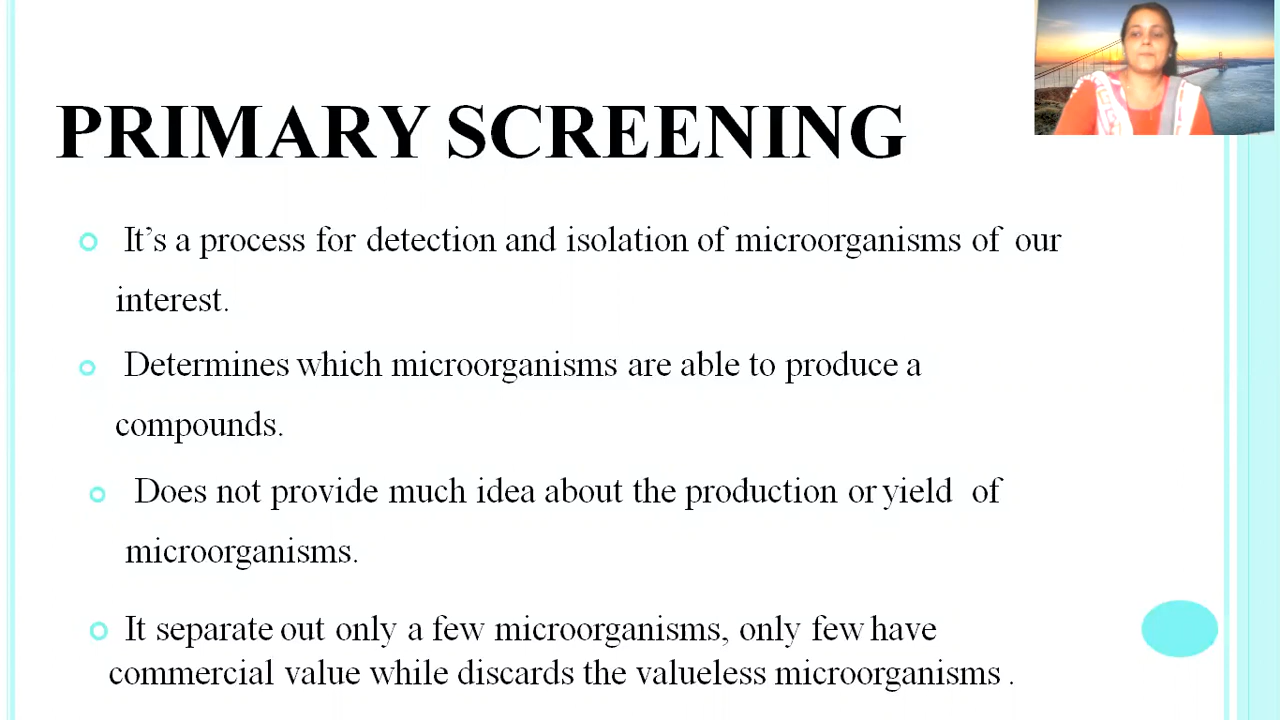 PRIMARY SCREENING
It’s a process for detection and isolation of microorganisms of our
interest.
Determines which microorganisms are able to produce a
compounds.
Does not provide much idea about the production or yield of
microorganisms.
It separate out only a few microorganisms, only few have
commercial value while discards the valueless microorganisms .